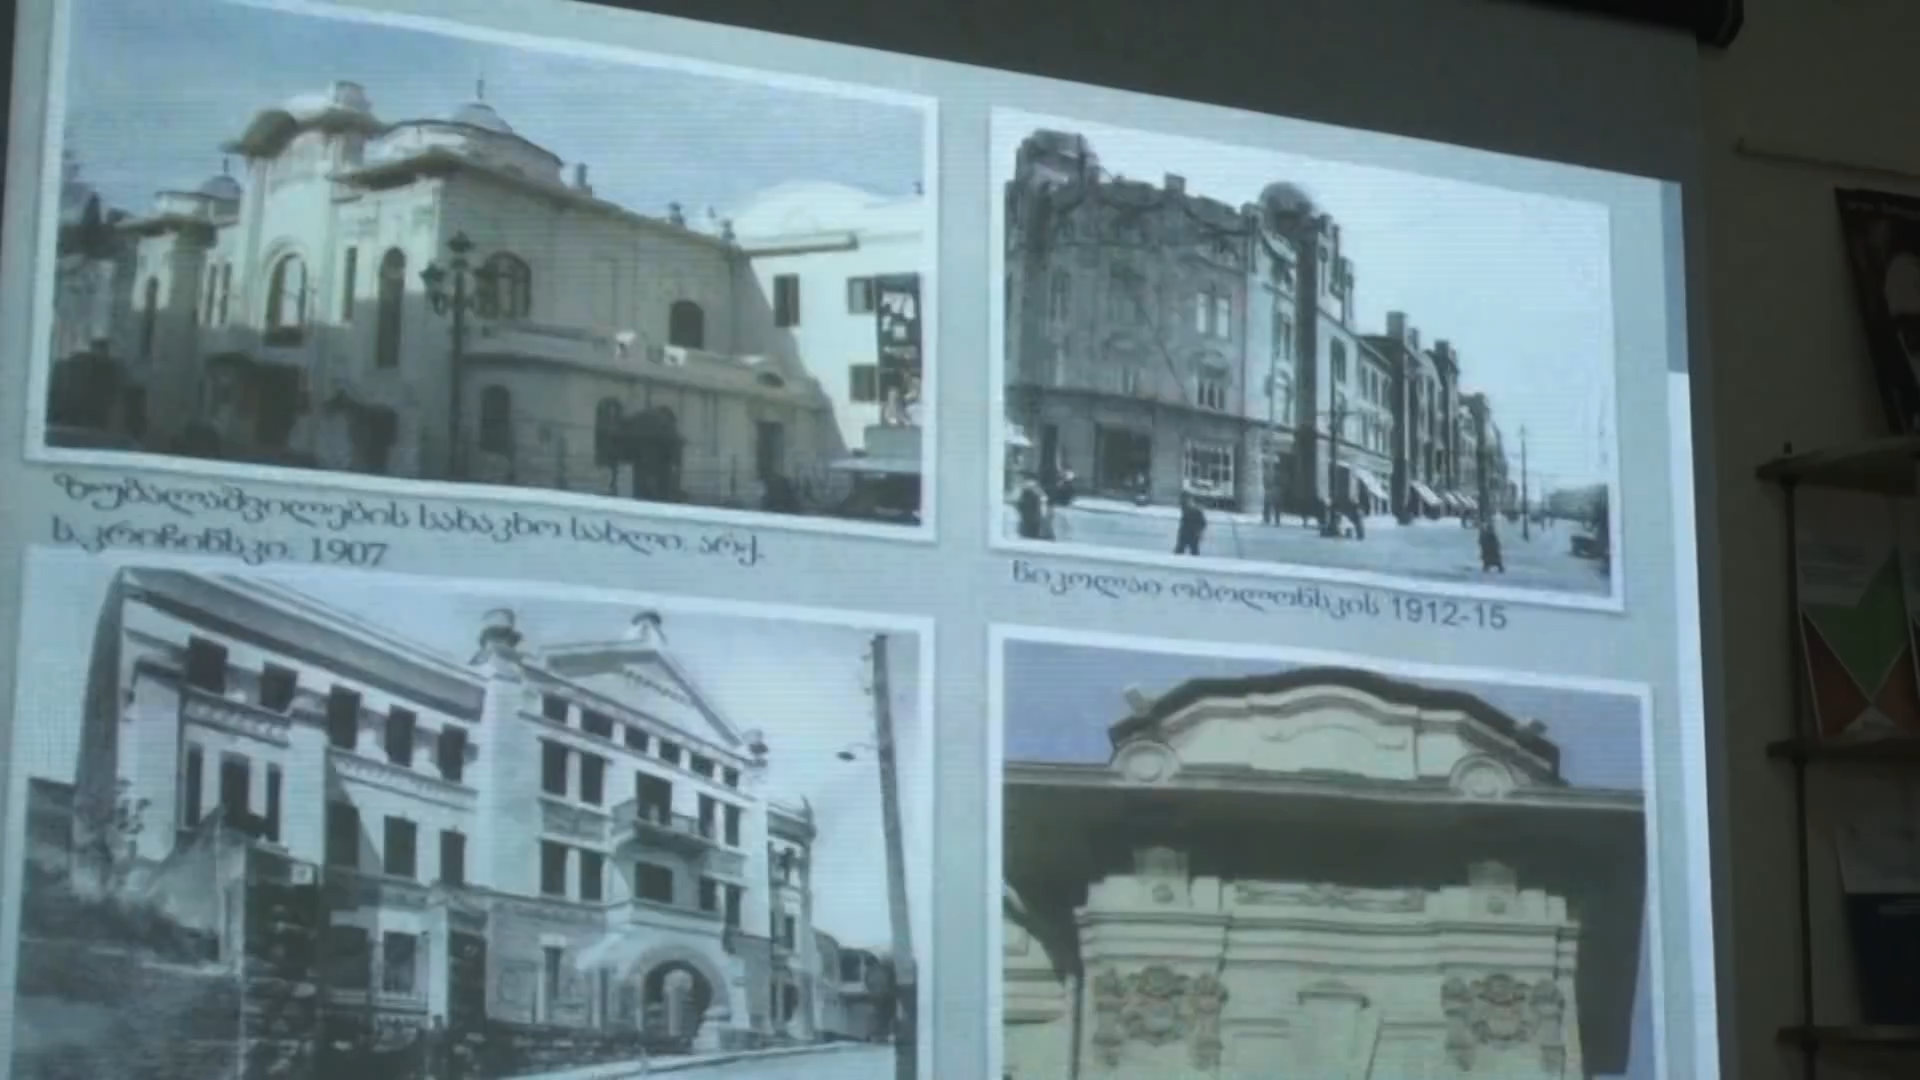 ზუბალაშვილების სახალხო სახლი. არქ.
ს.კრიჩინსკი. 1907
ნიკოლაი ობოლონსკის 1912-15